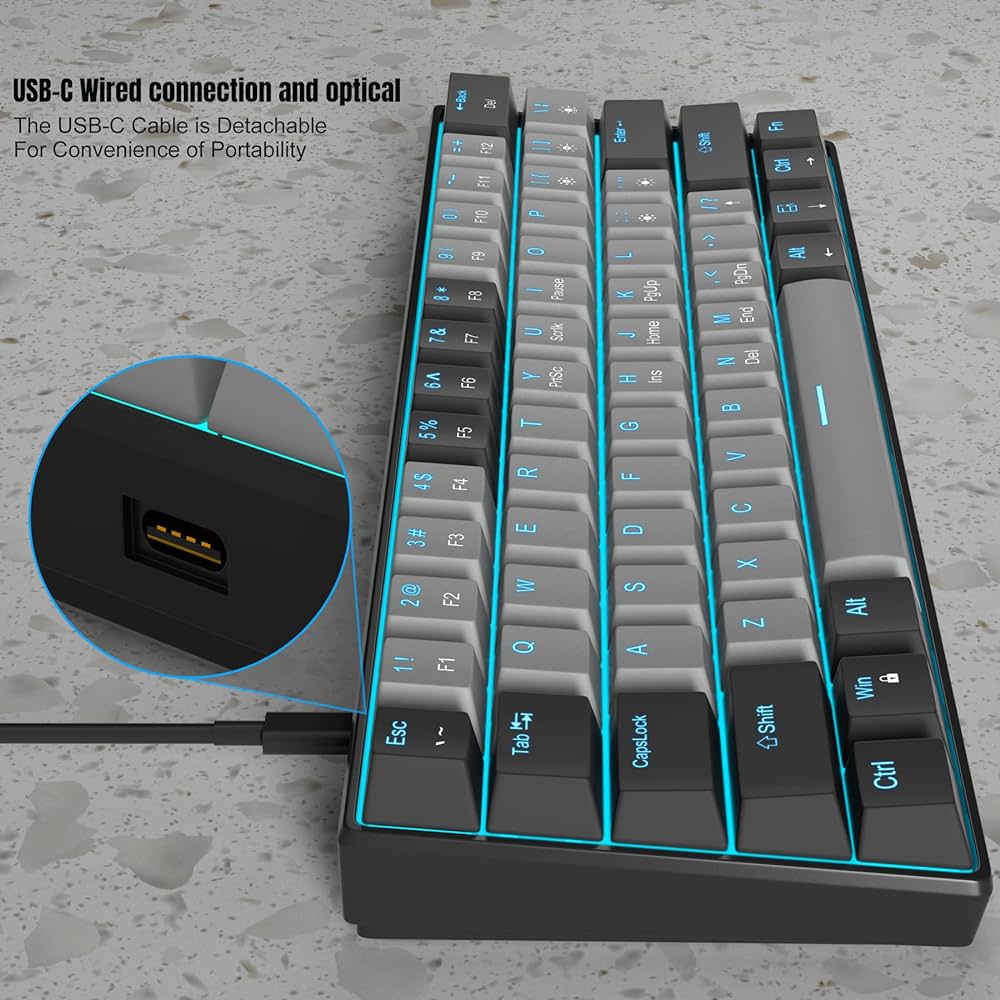 USB-C Wired connection and optical
The USB-C Cable is Detachable
For Convenience of Portability
Esc `~
1! F1
2@ F2
3# F3
4$ F4
5% F5
6^ F6
7& F7
8* F8
9( F9
0) F10
-_ F11
=+ F12
←Back Del
Tab
Q
W
E
R
T
Y PrtSc
U Scrlk
I Pause
O
P
[{
]}
\|
CapsLock
A
S
D
F
G
H Ins
J Home
K PgUp
L
;:
'"
Enter↵
⇧Shift
Z
X
C
V
B
N Del
M End
,< PgDn
.>
/? ↑
⇧Shift
Ctrl
Win
Alt
Alt ←
↓
Ctrl →
Fn